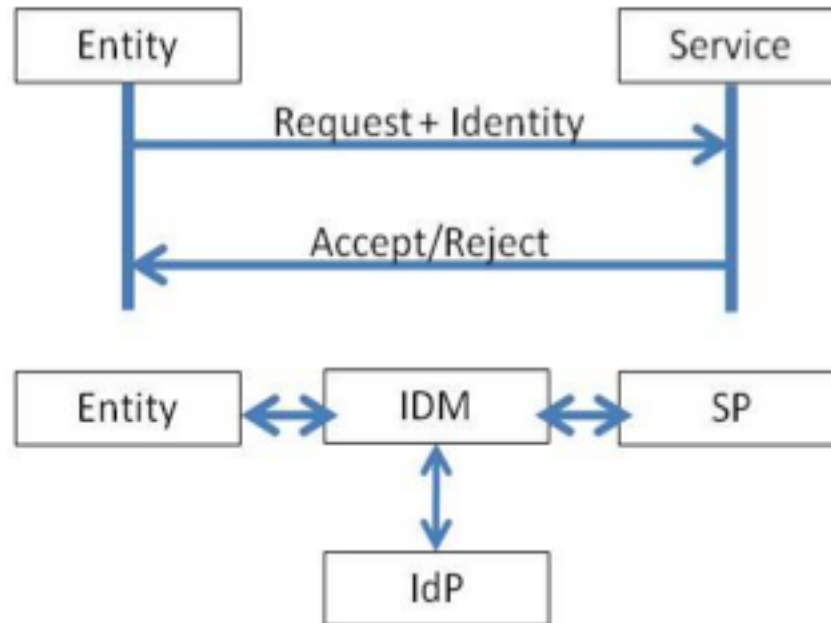 Entity
Service
Request + Identity
Accept/Reject
Entity
IDM
SP
IdP